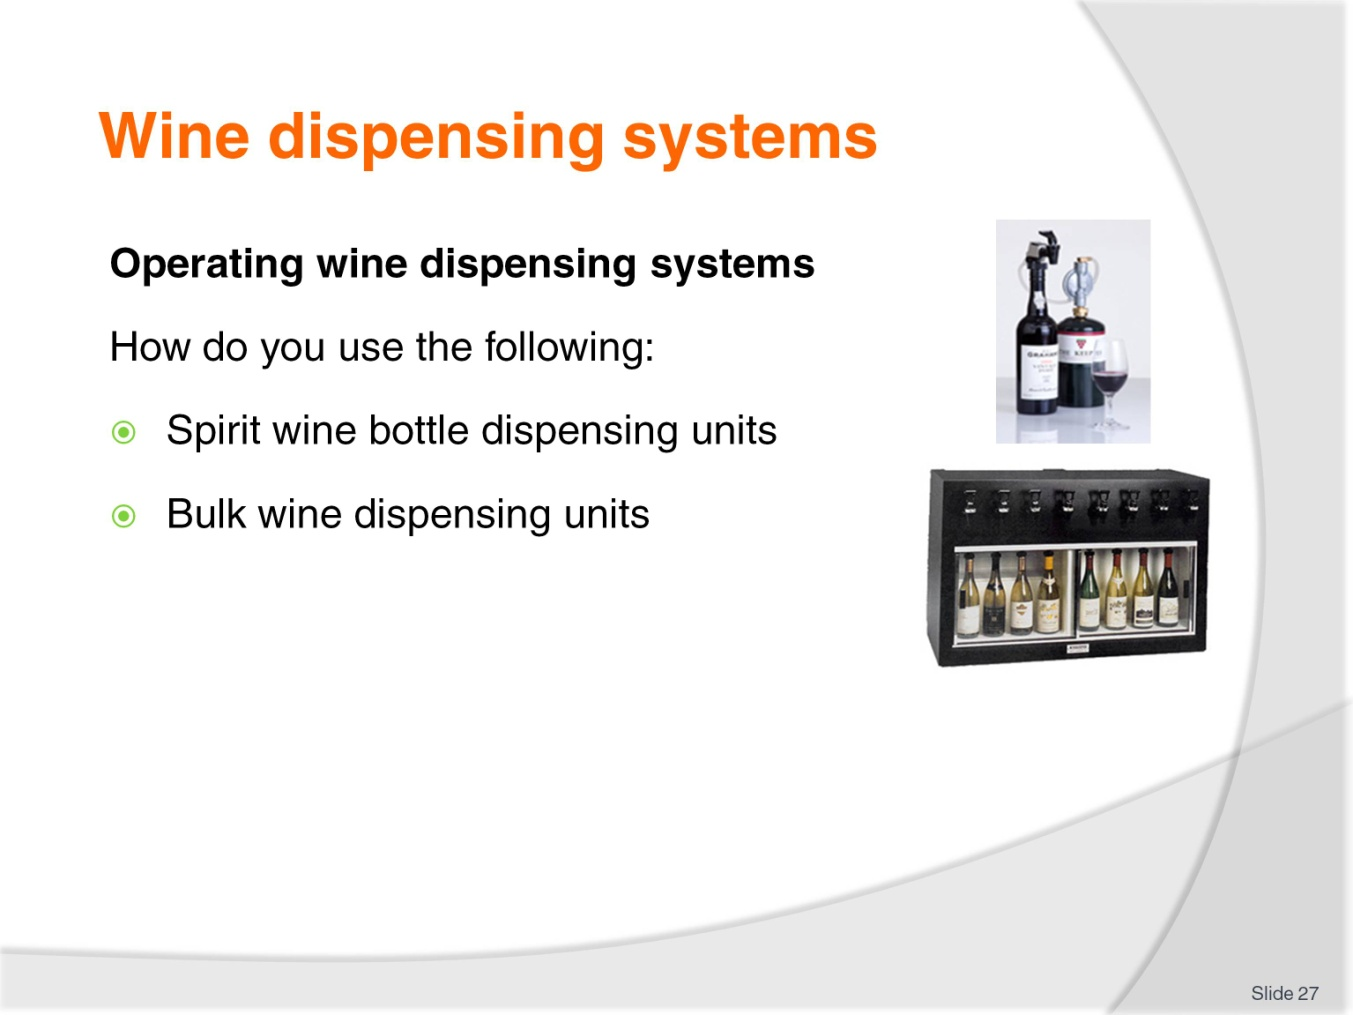 Wine dispensing systems
Operating wine dispensing systems
How do you use the following:
Spirit wine bottle dispensing units
Bulk wine dispensing units
Slide 27